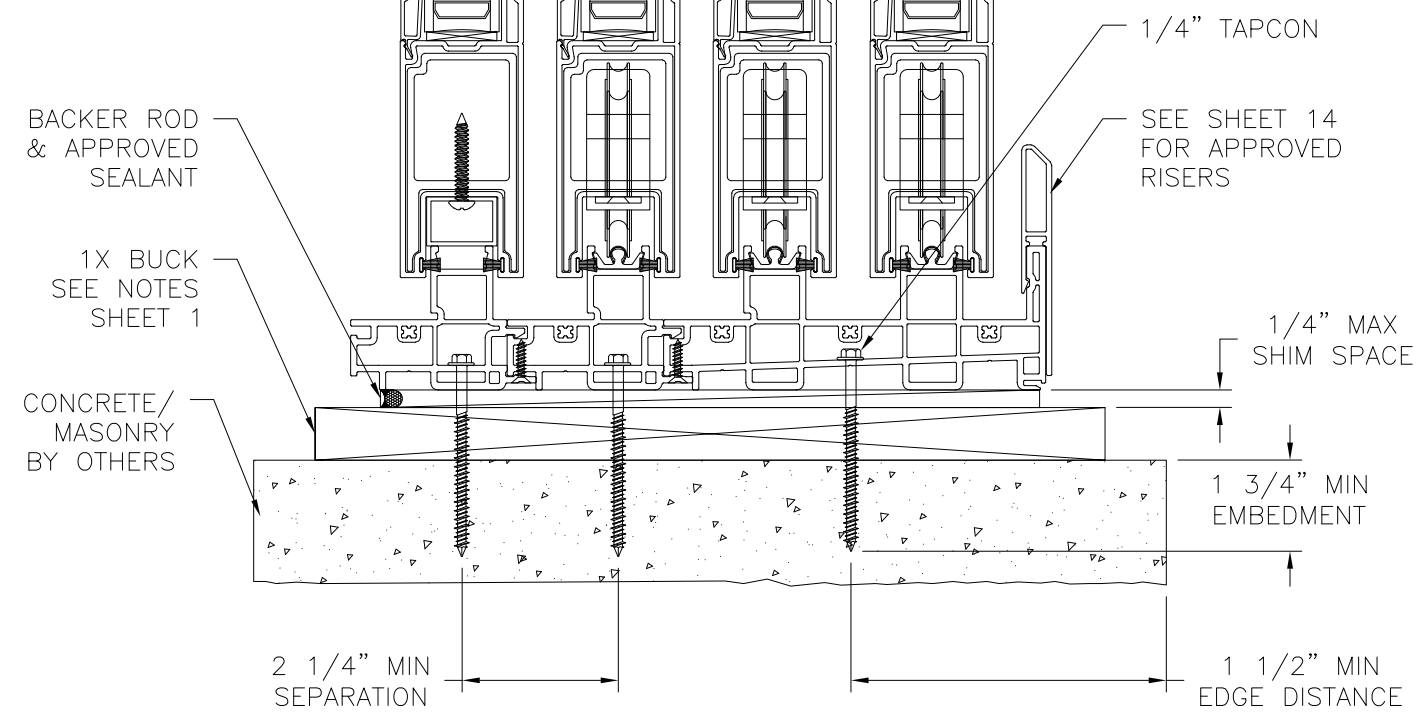 1/4" TAPCON
BACKER ROD
& APPROVED
SEALANT
SEE SHEET 14
FOR APPROVED
RISERS
1X BUCK
SEE NOTES
SHEET 1
1/4" MAX
SHIM SPACE
CONCRETE/
MASONRY
BY OTHERS
1 3/4" MIN
EMBEDMENT
2 1/4" MIN
SEPARATION
1 1/2" MIN
EDGE DISTANCE